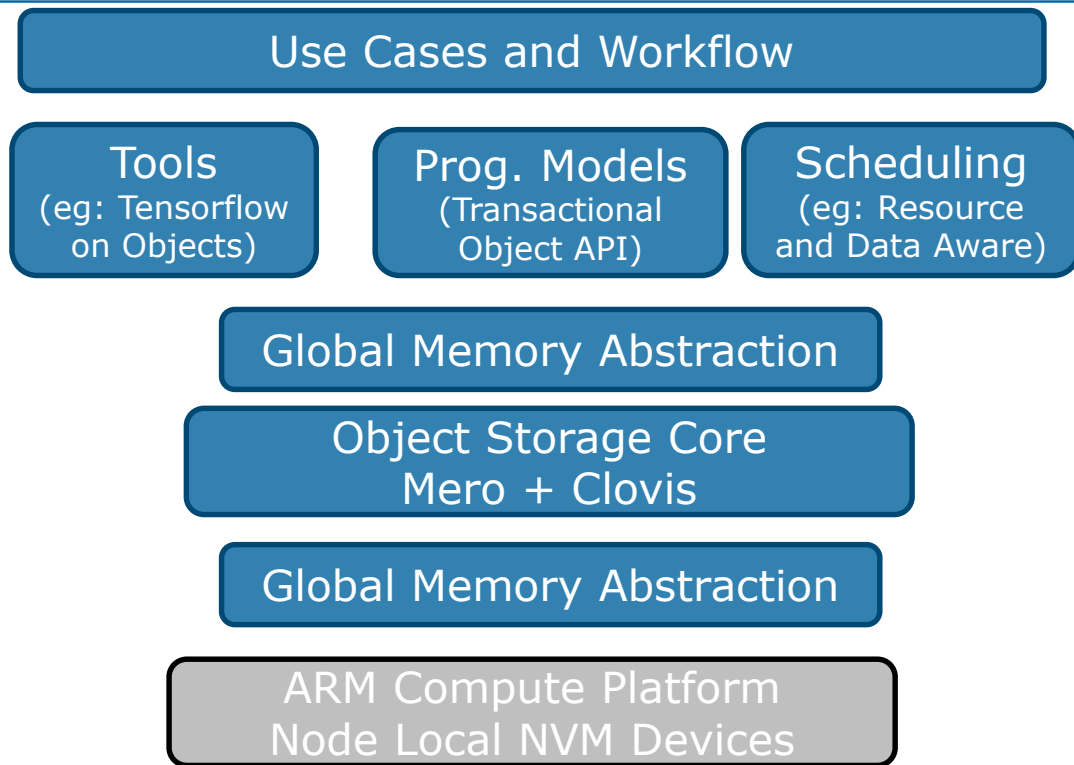 Use Cases and Workflow
Tools
(eg: Tensorflow
on Objects)
Prog. Models
(Transactional
Object API)
Scheduling
(eg: Resource
and Data Aware)
Global Memory Abstraction
Object Storage Core
Mero + Clovis
Global Memory Abstraction
ARM Compute Platform
Node Local NVM Devices